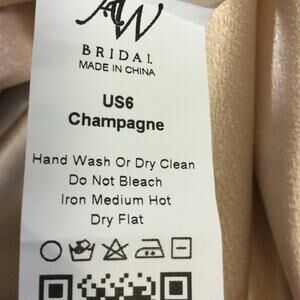 AW
BRIDAL
MADE IN CHINA
US6
Champagne
Hand Wash Or Dry Clean
Do Not Bleach
Iron Medium Hot
Dry Flat